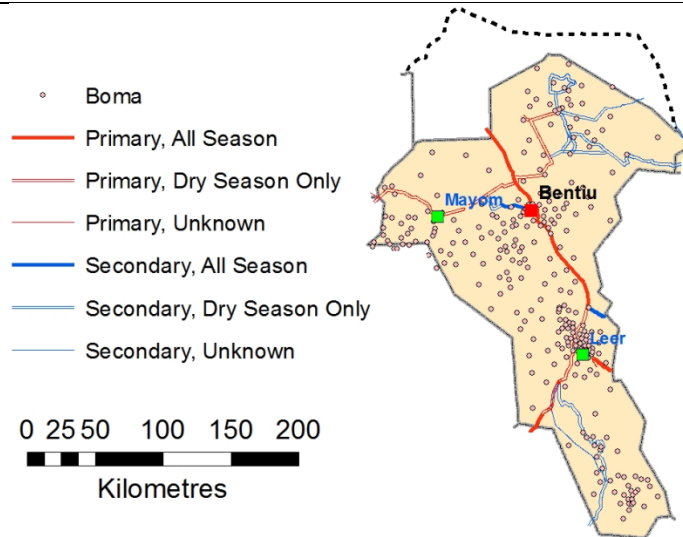 Boma
Primary, All Season
Primary, Dry Season Only
Primary, Unknown
Secondary, All Season
Secondary, Dry Season Only
Secondary, Unknown
0 25 50 100 150 200
Kilometres
Mayom
Bentiu
Leer